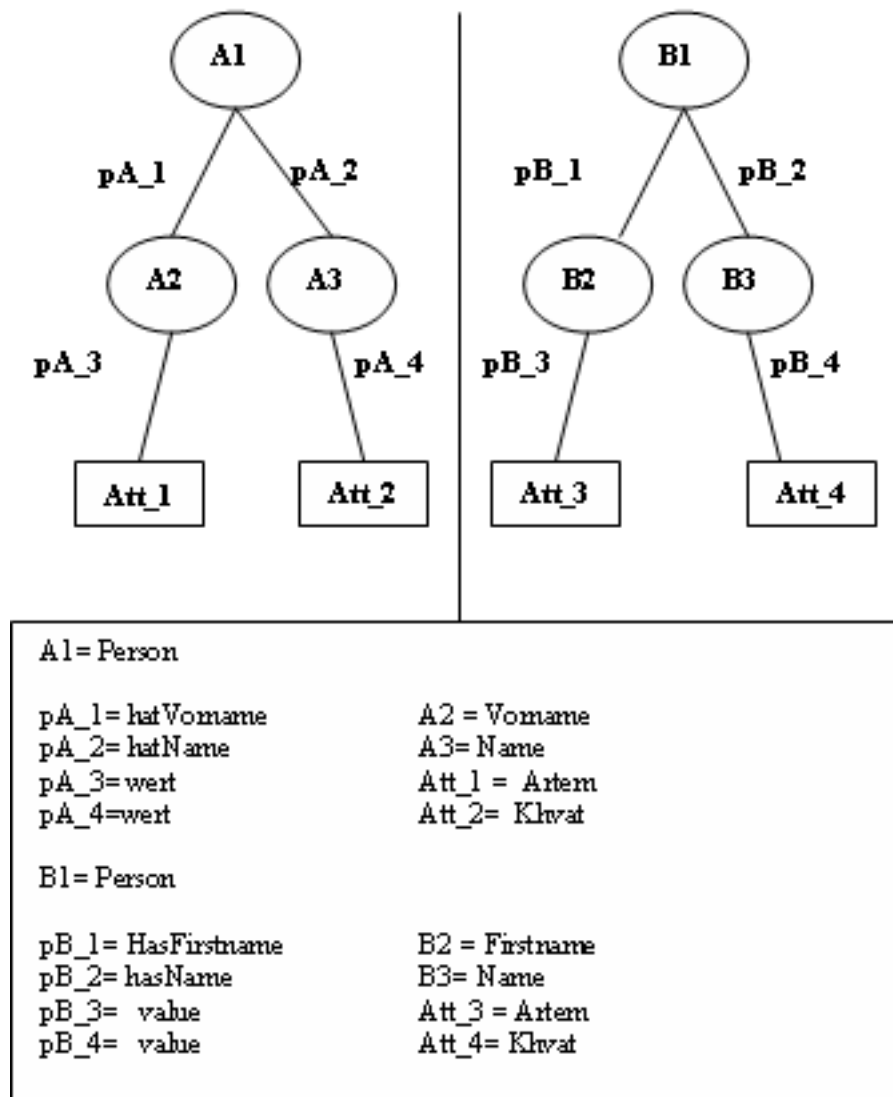 A1 B1
pA_1 pA_2 pB_1 pB_2
A2 A3 B2 B3
pA_3 pA_4 pB_3 pB_4
Att_1 Att_2 Att_3 Att_4
A1= Person
pA_1= hatVorname A2 = Vorname
pA_2= hatName A3= Name
pA_3= wert Att_1 = Artem
pA_4=wert Att_2= Khvat
B1= Person
pB_1= HasFirstname B2 = Firstname
pB_2= hasName B3= Name
pB_3= value Att_3 = Artem
pB_4= value Att_4= Khvat